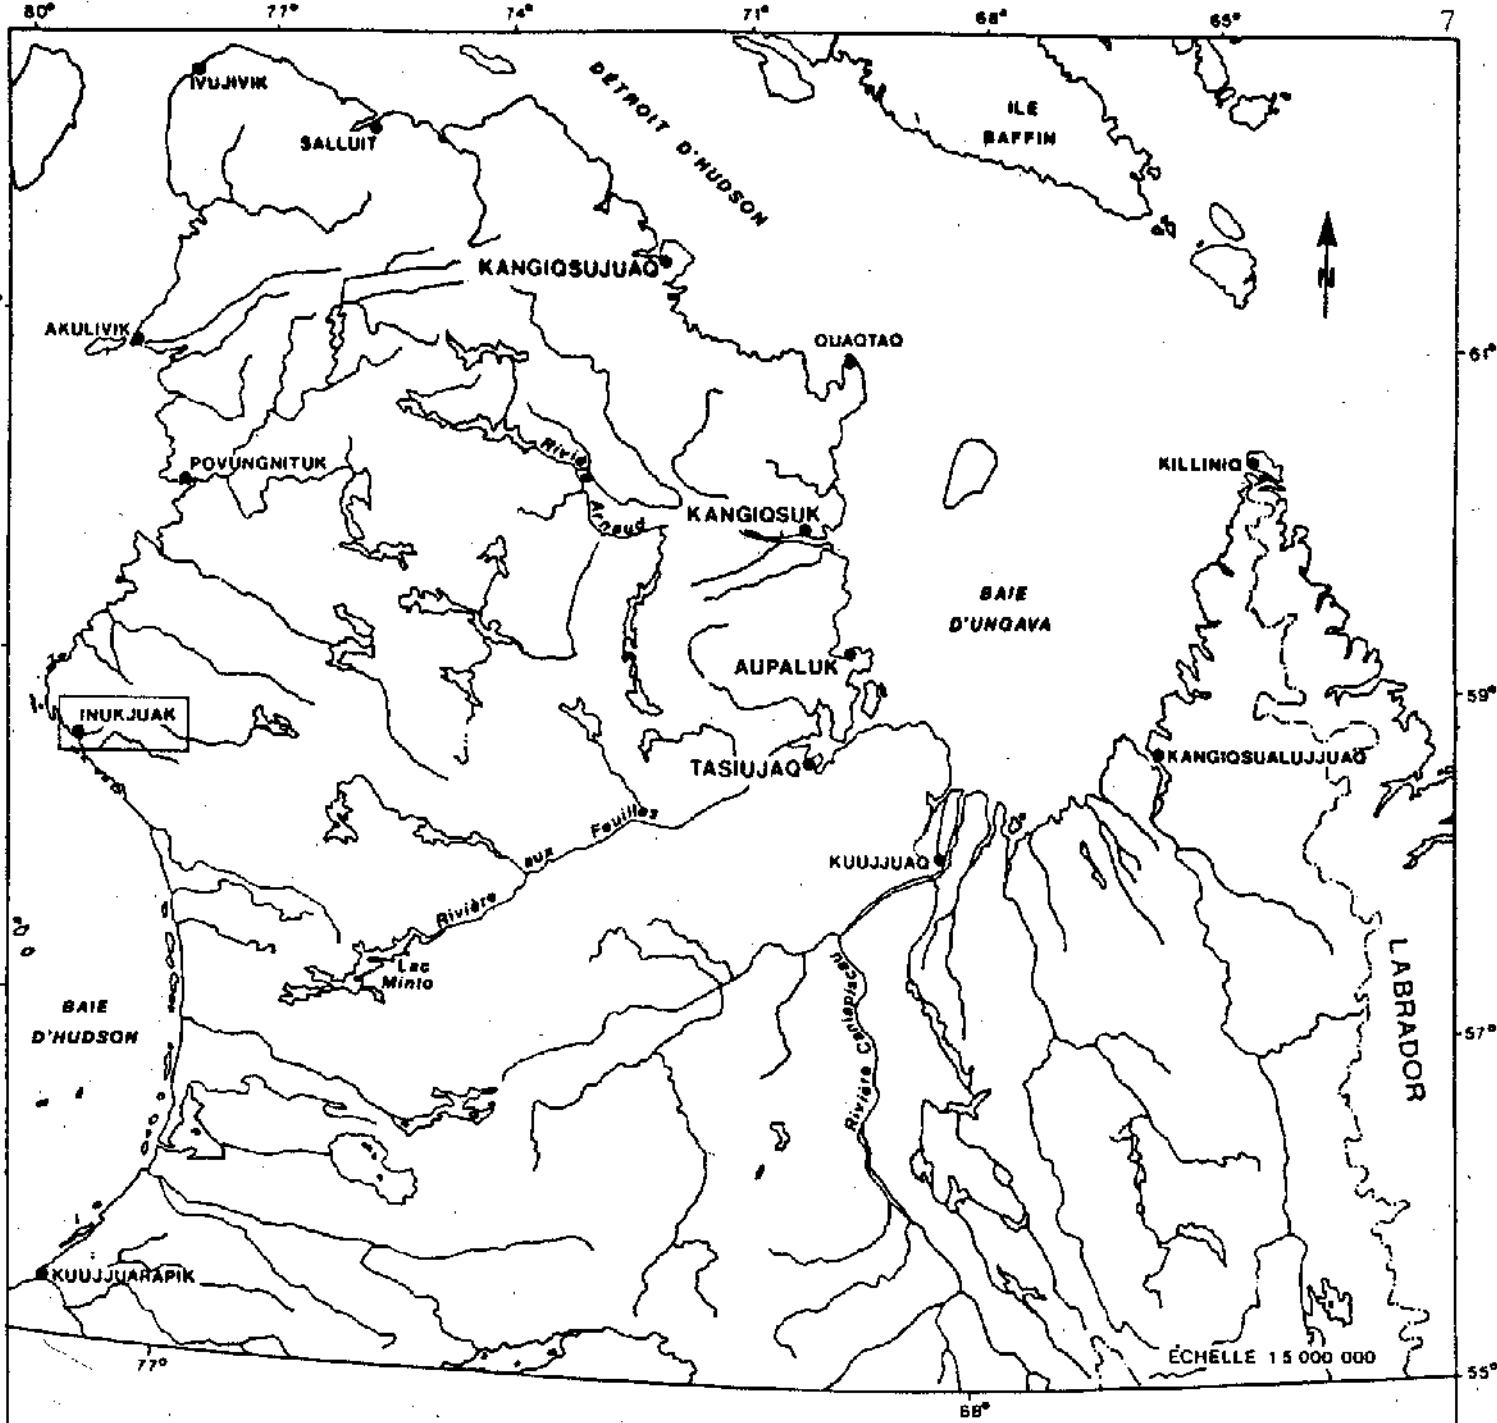 80° 77° 74° 71° 68° 65° 7
IVUJIVIK
SALLUIT
DÉTROIT D'HUDSON
ILE
BAFFIN
N
KANGIQSUJUAQ
AKULIVIK
QUAQTAQ
61°
POVUNGNITUK
Rivière
Arnaud
KANGIQSUK
KILLINIQ
BAIE
D'UNGAVA
AUPALUK
59°
INUKJUAK
TASIUJAQ
KANGIQSUALUJJUAQ
Rivière aux Feuilles
KUUJJUAQ
Lac
Minto
Rivière Caniapiscau
LABRADOR
BAIE
D'HUDSON
57°
KUUJJUARAPIK
ECHELLE 1 5 000 000
77°
55°
68°